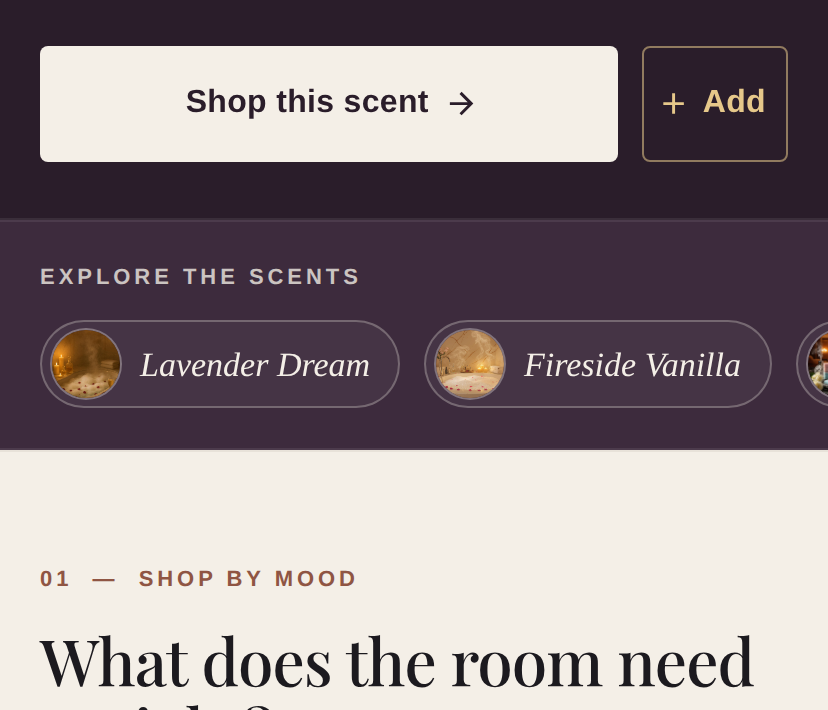 Shop this scent →
+ Add
EXPLORE THE SCENTS
Lavender Dream
Fireside Vanilla
01 — SHOP BY MOOD
What does the room need